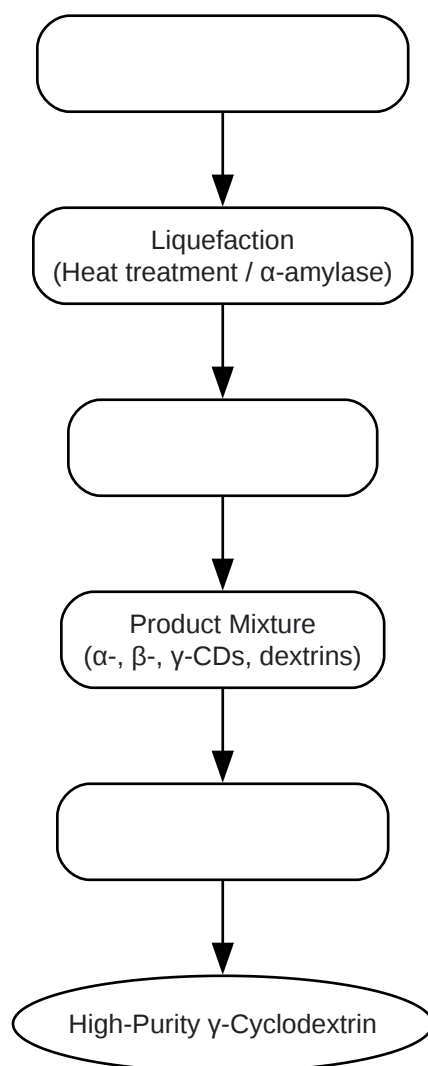 Liquefaction
(Heat treatment / α-amylase)
Product Mixture
(α-, β-, γ-CDs, dextrins)
High-Purity γ-Cyclodextrin